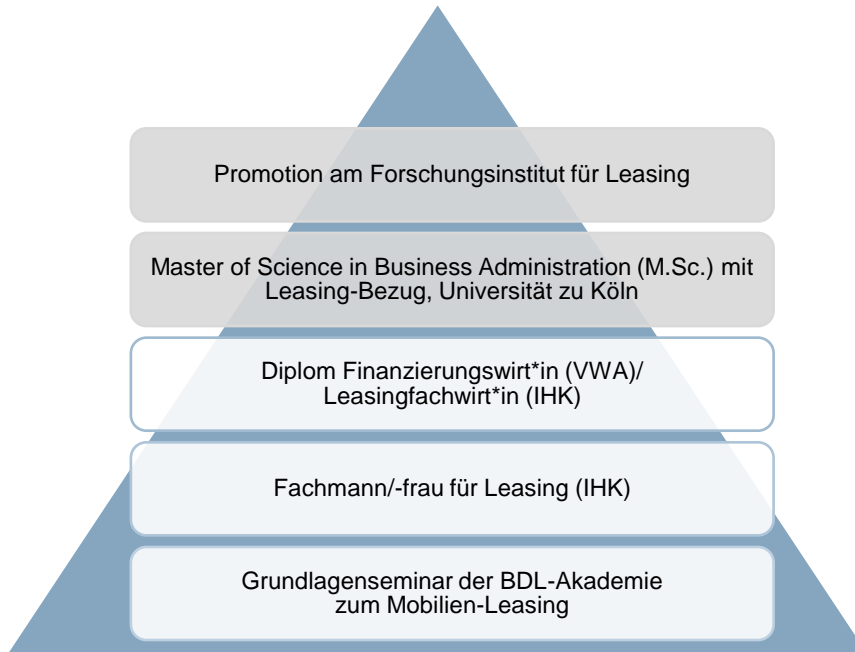 Promotion am Forschungsinstitut für Leasing
Master of Science in Business Administration (M.Sc.) mit
Leasing-Bezug, Universität zu Köln
Diplom Finanzierungswirt*in (VWA)/
Leasingfachwirt*in (IHK)
Fachmann/-frau für Leasing (IHK)
Grundlagenseminar der BDL-Akademie
zum Mobilien-Leasing